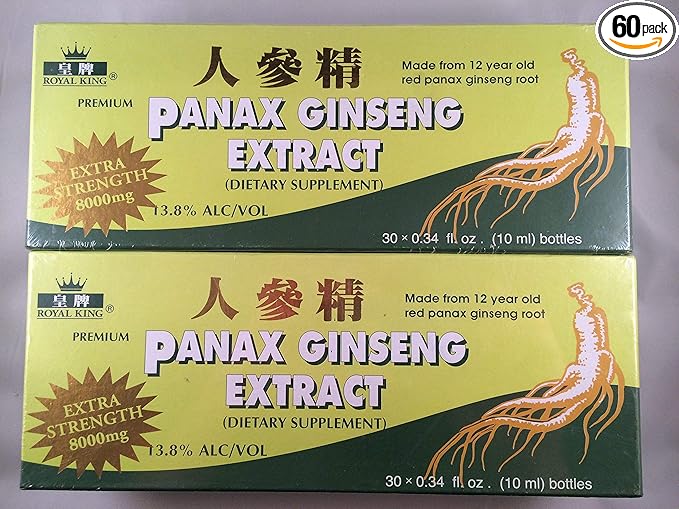 60 pack
皇牌
ROYAL KING®
PREMIUM
人參精
Made from 12 year old
red panax ginseng root
PANAX GINSENG
EXTRACT
(DIETARY SUPPLEMENT)
EXTRA
STRENGTH
8000mg
13.8% ALC/VOL
30 × 0.34 fl. oz. (10 ml) bottles
皇牌
ROYAL KING®
PREMIUM
人參精
Made from 12 year old
red panax ginseng root
PANAX GINSENG
EXTRACT
(DIETARY SUPPLEMENT)
EXTRA
STRENGTH
8000mg
13.8% ALC/VOL
30 × 0.34 fl. oz. (10 ml) bottles